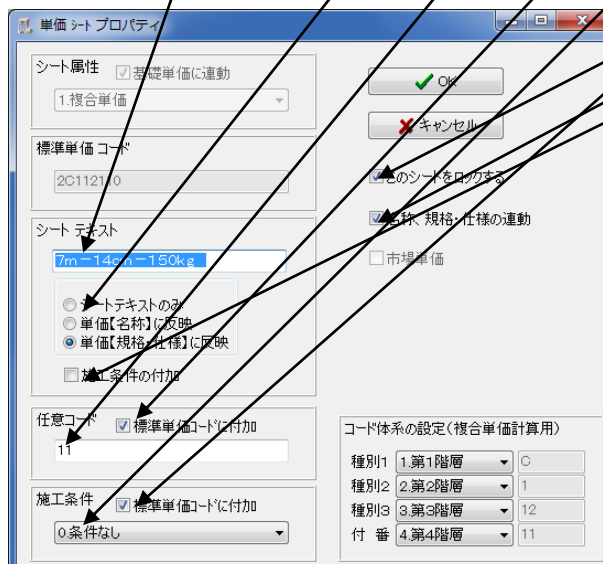 単価 シート プロパティ
シート属性
基礎単価に連動
1.複合単価
標準単価 コード
2C112110
シート テキスト
7m－14cm－150kg
シートテキストのみ
単価【名称】に反映
単価【規格・仕様】に反映
施工条件の付加
任意コード
標準単価コードに付加
11
施工条件
標準単価コードに付加
0.条件なし
OK
キャンセル
このシートをロックする
名称、規格・仕様の連動
市場単価
コード体系の設定(複合単価計算用)
種別1 1.第1階層 C
種別2 2.第2階層 1
種別3 3.第3階層 12
付 番 4.第4階層 11